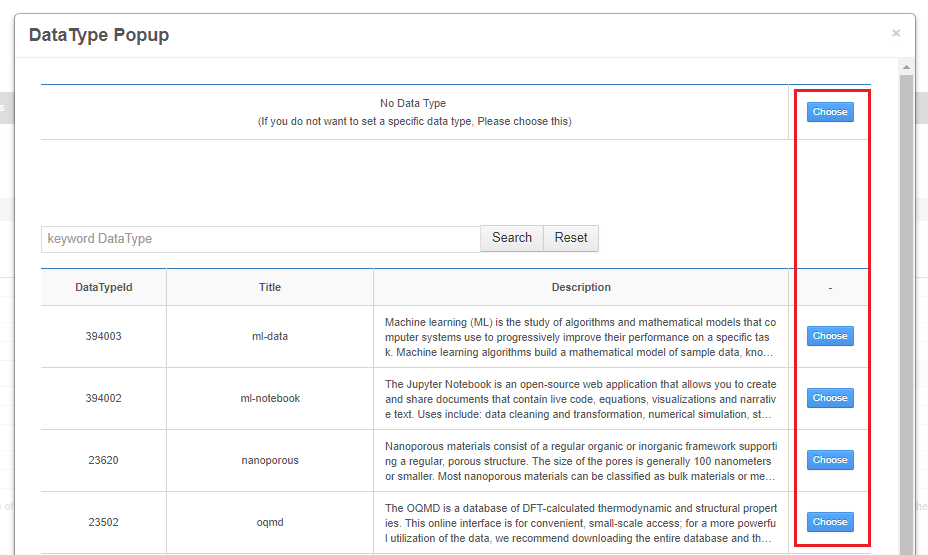 DataType Popup
×
No Data Type
(If you do not want to set a specific data type, Please choose this)
Choose
keyword DataType
Search
Reset
DataTypeId
Title
Description
-
394003
ml-data
Machine learning (ML) is the study of algorithms and mathematical models that co
mputer systems use to progressively improve their performance on a specific tas
k. Machine learning algorithms build a mathematical model of sample data, kno...
Choose
394002
ml-notebook
The Jupyter Notebook is an open-source web application that allows you to create
and share documents that contain live code, equations, visualizations and narrativ
e text. Uses include: data cleaning and transformation, numerical simulation, st...
Choose
23620
nanoporous
Nanoporous materials consist of a regular organic or inorganic framework supporti
ng a regular, porous structure. The size of the pores is generally 100 nanometers
or smaller. Most nanoporous materials can be classified as bulk materials or me...
Choose
23502
oqmd
The OQMD is a database of DFT-calculated thermodynamic and structural propert
ies. This online interface is for convenient, small-scale access; for a more powerfu
l utilization of the data, we recommend downloading the entire database and th...
Choose